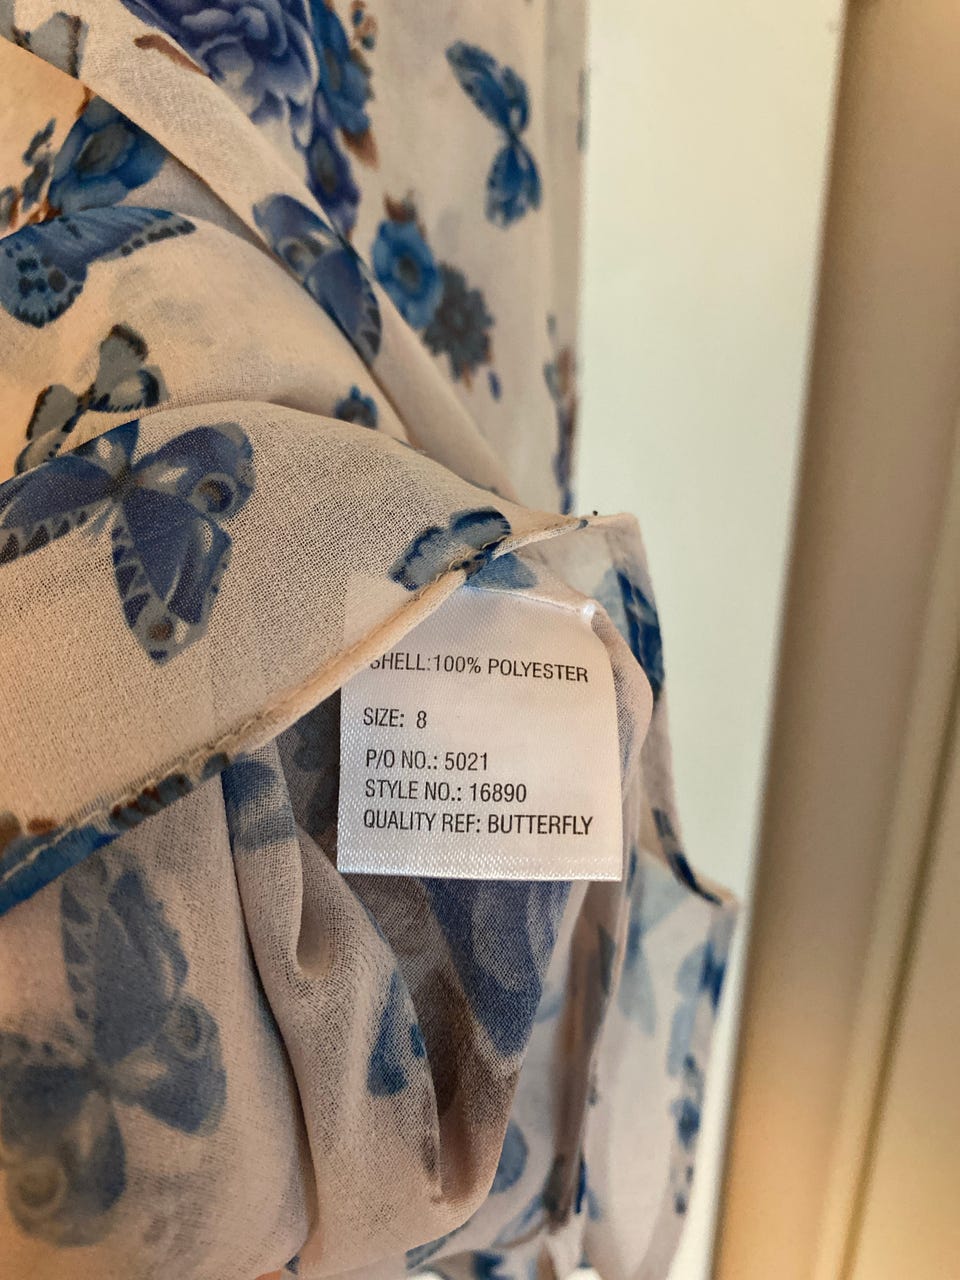 SHELL:100% POLYESTER
SIZE: 8
P/O NO.: 5021
STYLE NO.: 16890
QUALITY REF: BUTTERFLY